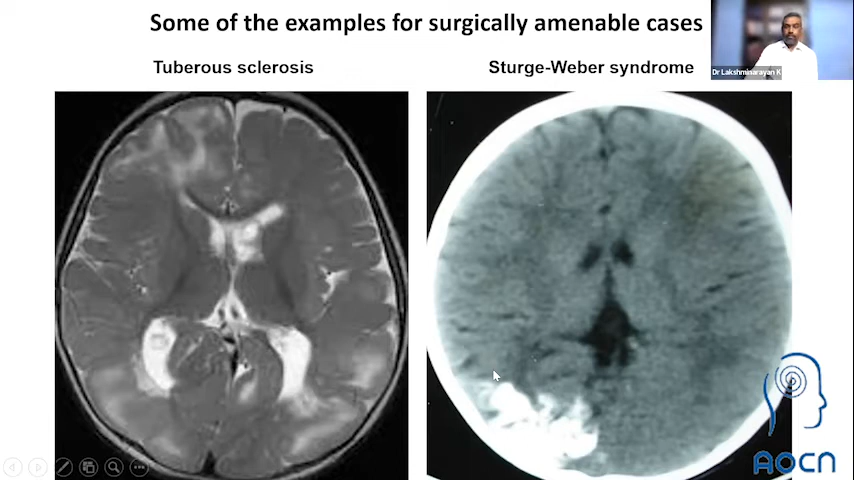 Some of the examples for surgically amenable cases
Tuberous sclerosis
Sturge-Weber syndrome
Dr Lakshminarayan K
AOCN